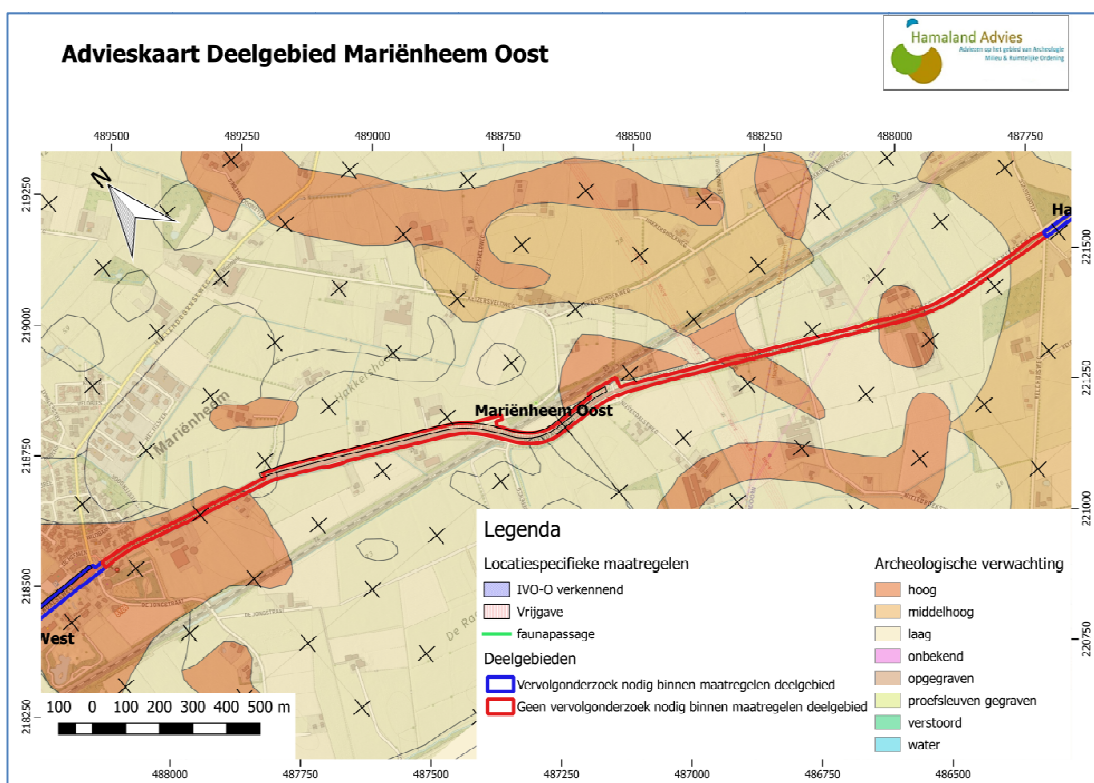 Advieskaart Deelgebied Mariënheem Oost
Hamaland Advies
Adviezen op het gebied van Archeologie
Milieu & Ruimtelijke Ordening
489500 489250 489000 488750 488500 488250 488000 487750
N
219250
219000
218750
218500
218250
221500
221250
221000
220750
Ha
Mariënheem
Mariënheem Oost
West
De Ra
100 0 100 200 300 400 500 m
488000 487750 487500 487250 487000 486750 486500
Legenda
Locatiespecifieke maatregelen
IVO-O verkennend
Vrijgave
faunapassage
Deelgebieden
Vervolgonderzoek nodig binnen maatregelen deelgebied
Geen vervolgonderzoek nodig binnen maatregelen deelgebied
Archeologische verwachting
hoog
middelhoog
laag
onbekend
opgegraven
proefsleuven gegraven
verstoord
water